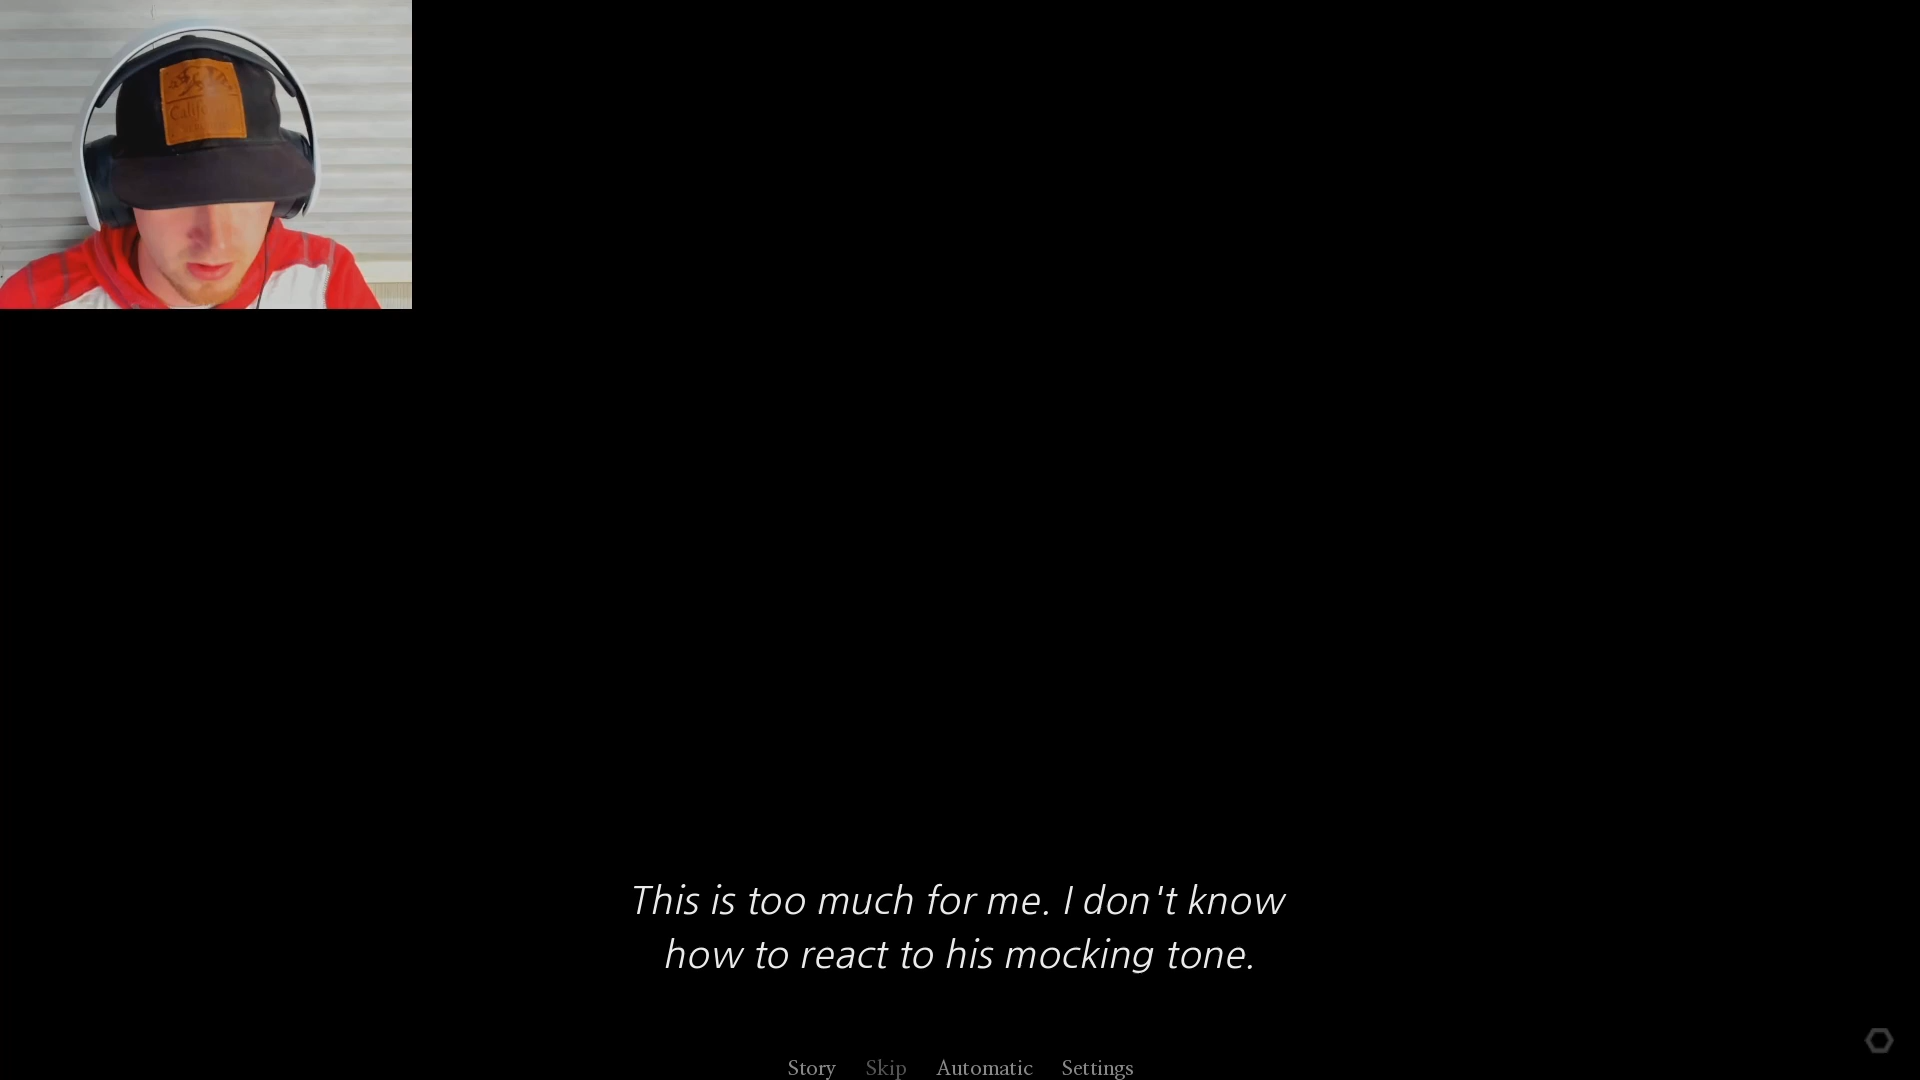 Calif
This is too much for me. I don't know
how to react to his mocking tone.
Story Skip Automatic Settings